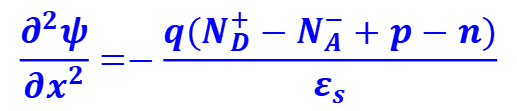 ∂²ψ/∂x² = − q(N_D⁺ − N_A⁻ + p − n)/ε_s